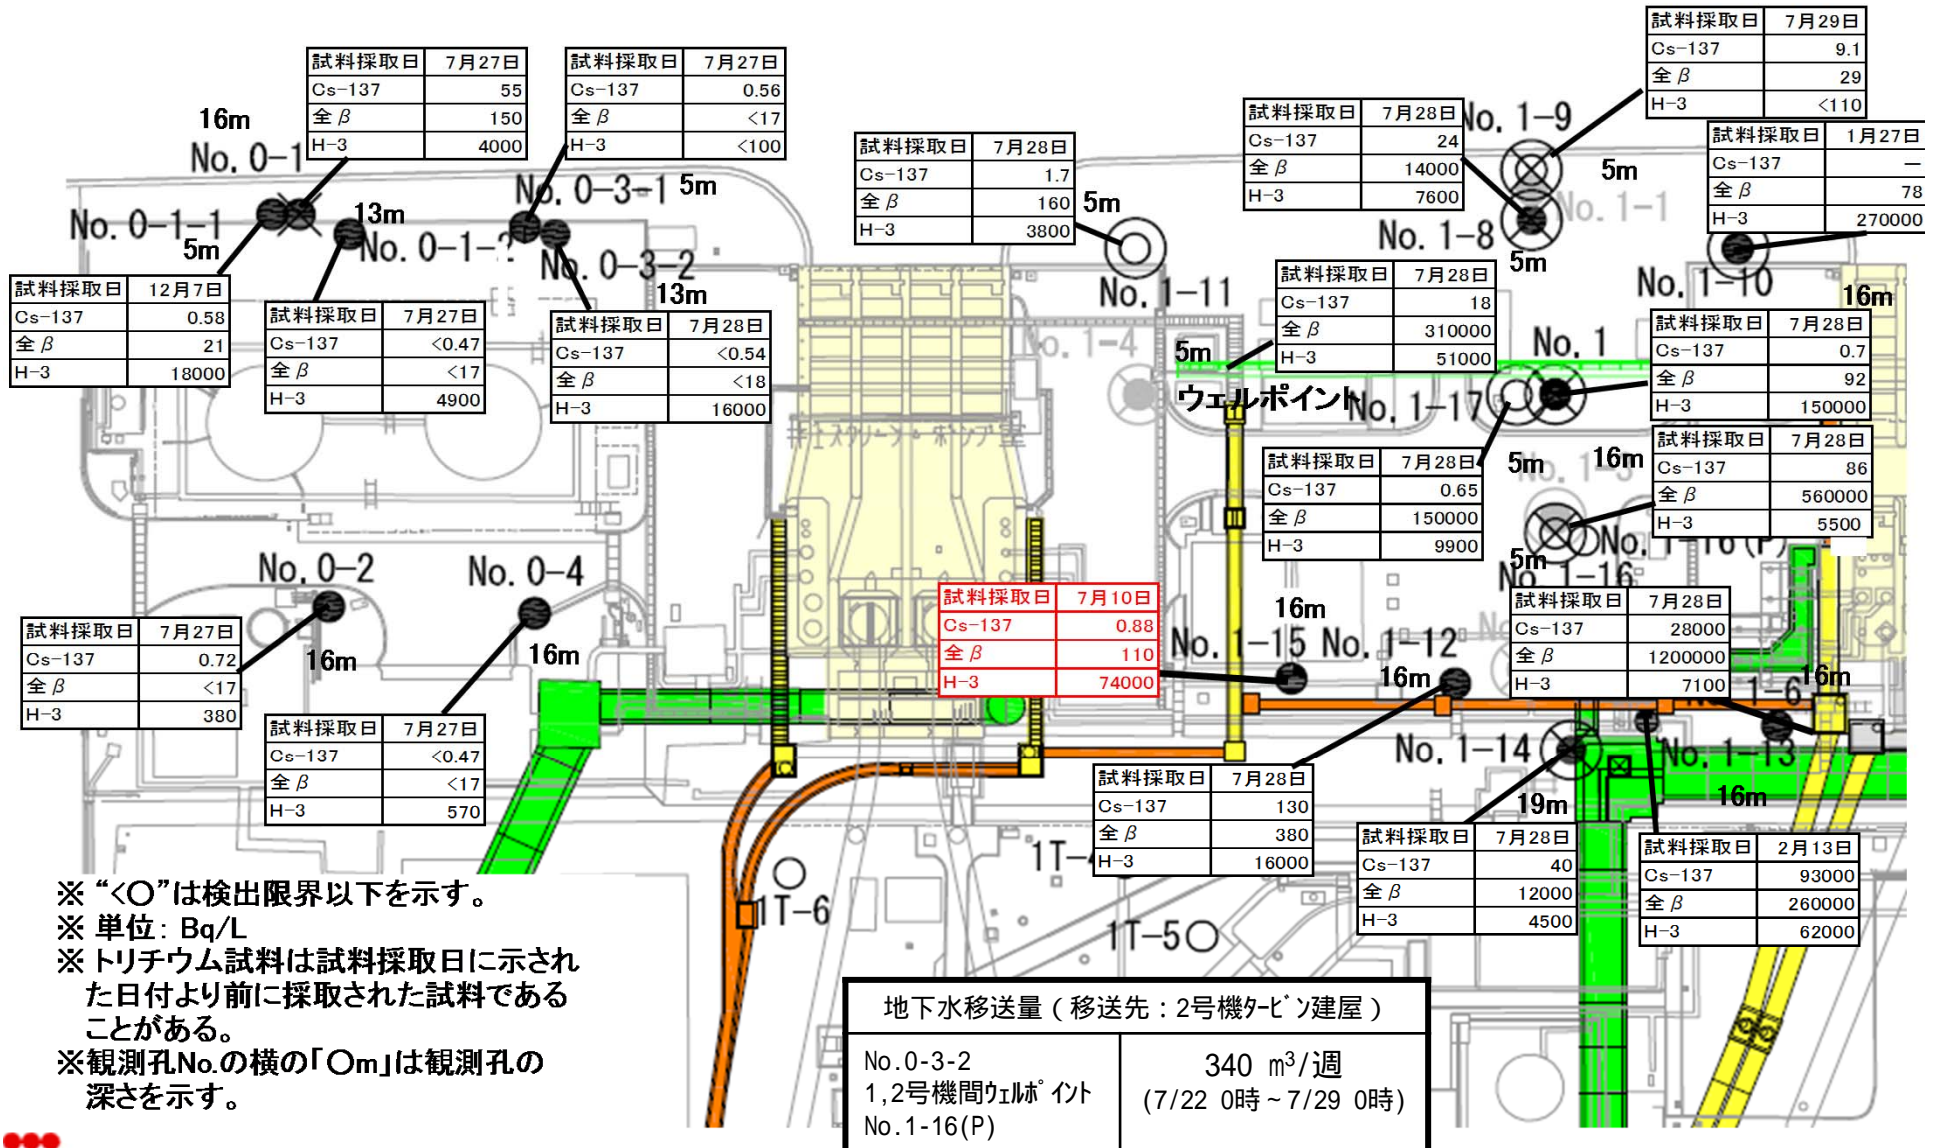 試料採取日 7月27日
Cs-137 55
全β 150
H-3 4000
試料採取日 7月27日
Cs-137 0.56
全β <17
H-3 <100
試料採取日 7月28日
Cs-137 1.7
全β 160
H-3 3800
試料採取日 7月28日
Cs-137 24
全β 14000
H-3 7600
試料採取日 7月29日
Cs-137 9.1
全β 29
H-3 <110
試料採取日 1月27日
Cs-137 —
全β 78
H-3 270000
16m
No. 0-1
No. 0-1-1
5m
13m
No. 0-1-2
No. 0-3-1 5m
No. 0-3-2
13m
5m
No. 1-11
No. 1-9
5m
No. 1-1
No. 1-8
5m
No. 1-10
16m
試料採取日 12月7日
Cs-137 0.58
全β 21
H-3 18000
試料採取日 7月27日
Cs-137 <0.47
全β <17
H-3 4900
試料採取日 7月28日
Cs-137 <0.54
全β <18
H-3 16000
試料採取日 7月28日
Cs-137 18
全β 310000
H-3 51000
試料採取日 7月28日
Cs-137 0.7
全β 92
H-3 150000
5m
ウェルポイント
No. 1
No. 1-17
試料採取日 7月28日
Cs-137 0.65
全β 150000
H-3 9900
5m
16m
試料採取日 7月28日
Cs-137 86
全β 560000
H-3 5500
5m
No. 1-16(P)
No. 1-16
No. 0-2
No. 0-4
16m
16m
試料採取日 7月27日
Cs-137 0.72
全β <17
H-3 380
試料採取日 7月27日
Cs-137 <0.47
全β <17
H-3 570
試料採取日 7月10日
Cs-137 0.88
全β 110
H-3 74000
16m
No. 1-15 No. 1-12
16m
試料採取日 7月28日
Cs-137 28000
全β 1200000
H-3 7100
16m
1-6
No. 1-14
No. 1-13
19m
16m
試料採取日 7月28日
Cs-137 130
全β 380
H-3 16000
試料採取日 7月28日
Cs-137 40
全β 12000
H-3 4500
試料採取日 2月13日
Cs-137 93000
全β 260000
H-3 62000
1T-6
1T-4
1T-5
※ “<○”は検出限界以下を示す。
※ 単位: Bq/L
※ トリチウム試料は試料採取日に示され
た日付より前に採取された試料である
ことがある。
※観測孔No.の横の「○m」は観測孔の
深さを示す。
地下水移送量(移送先:2号機タービン建屋)
No.0-3-2
1,2号機間ウェルポイント
No.1-16(P)
340 m³/週
(7/22 0時~7/29 0時)